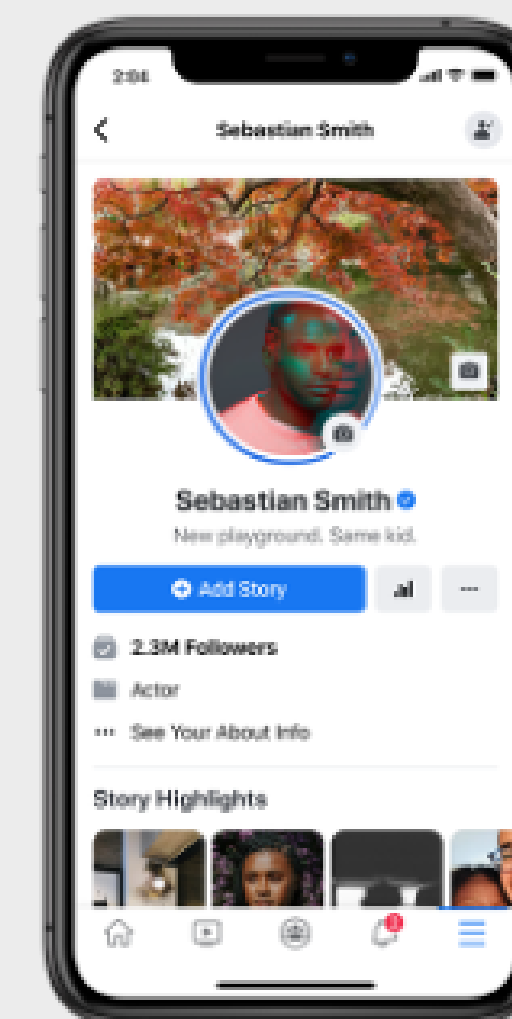 2:04
Sebastian Smith
Sebastian Smith
New playground. Same kid.
Add Story
2.3M Followers
Actor
See Your About Info
Story Highlights